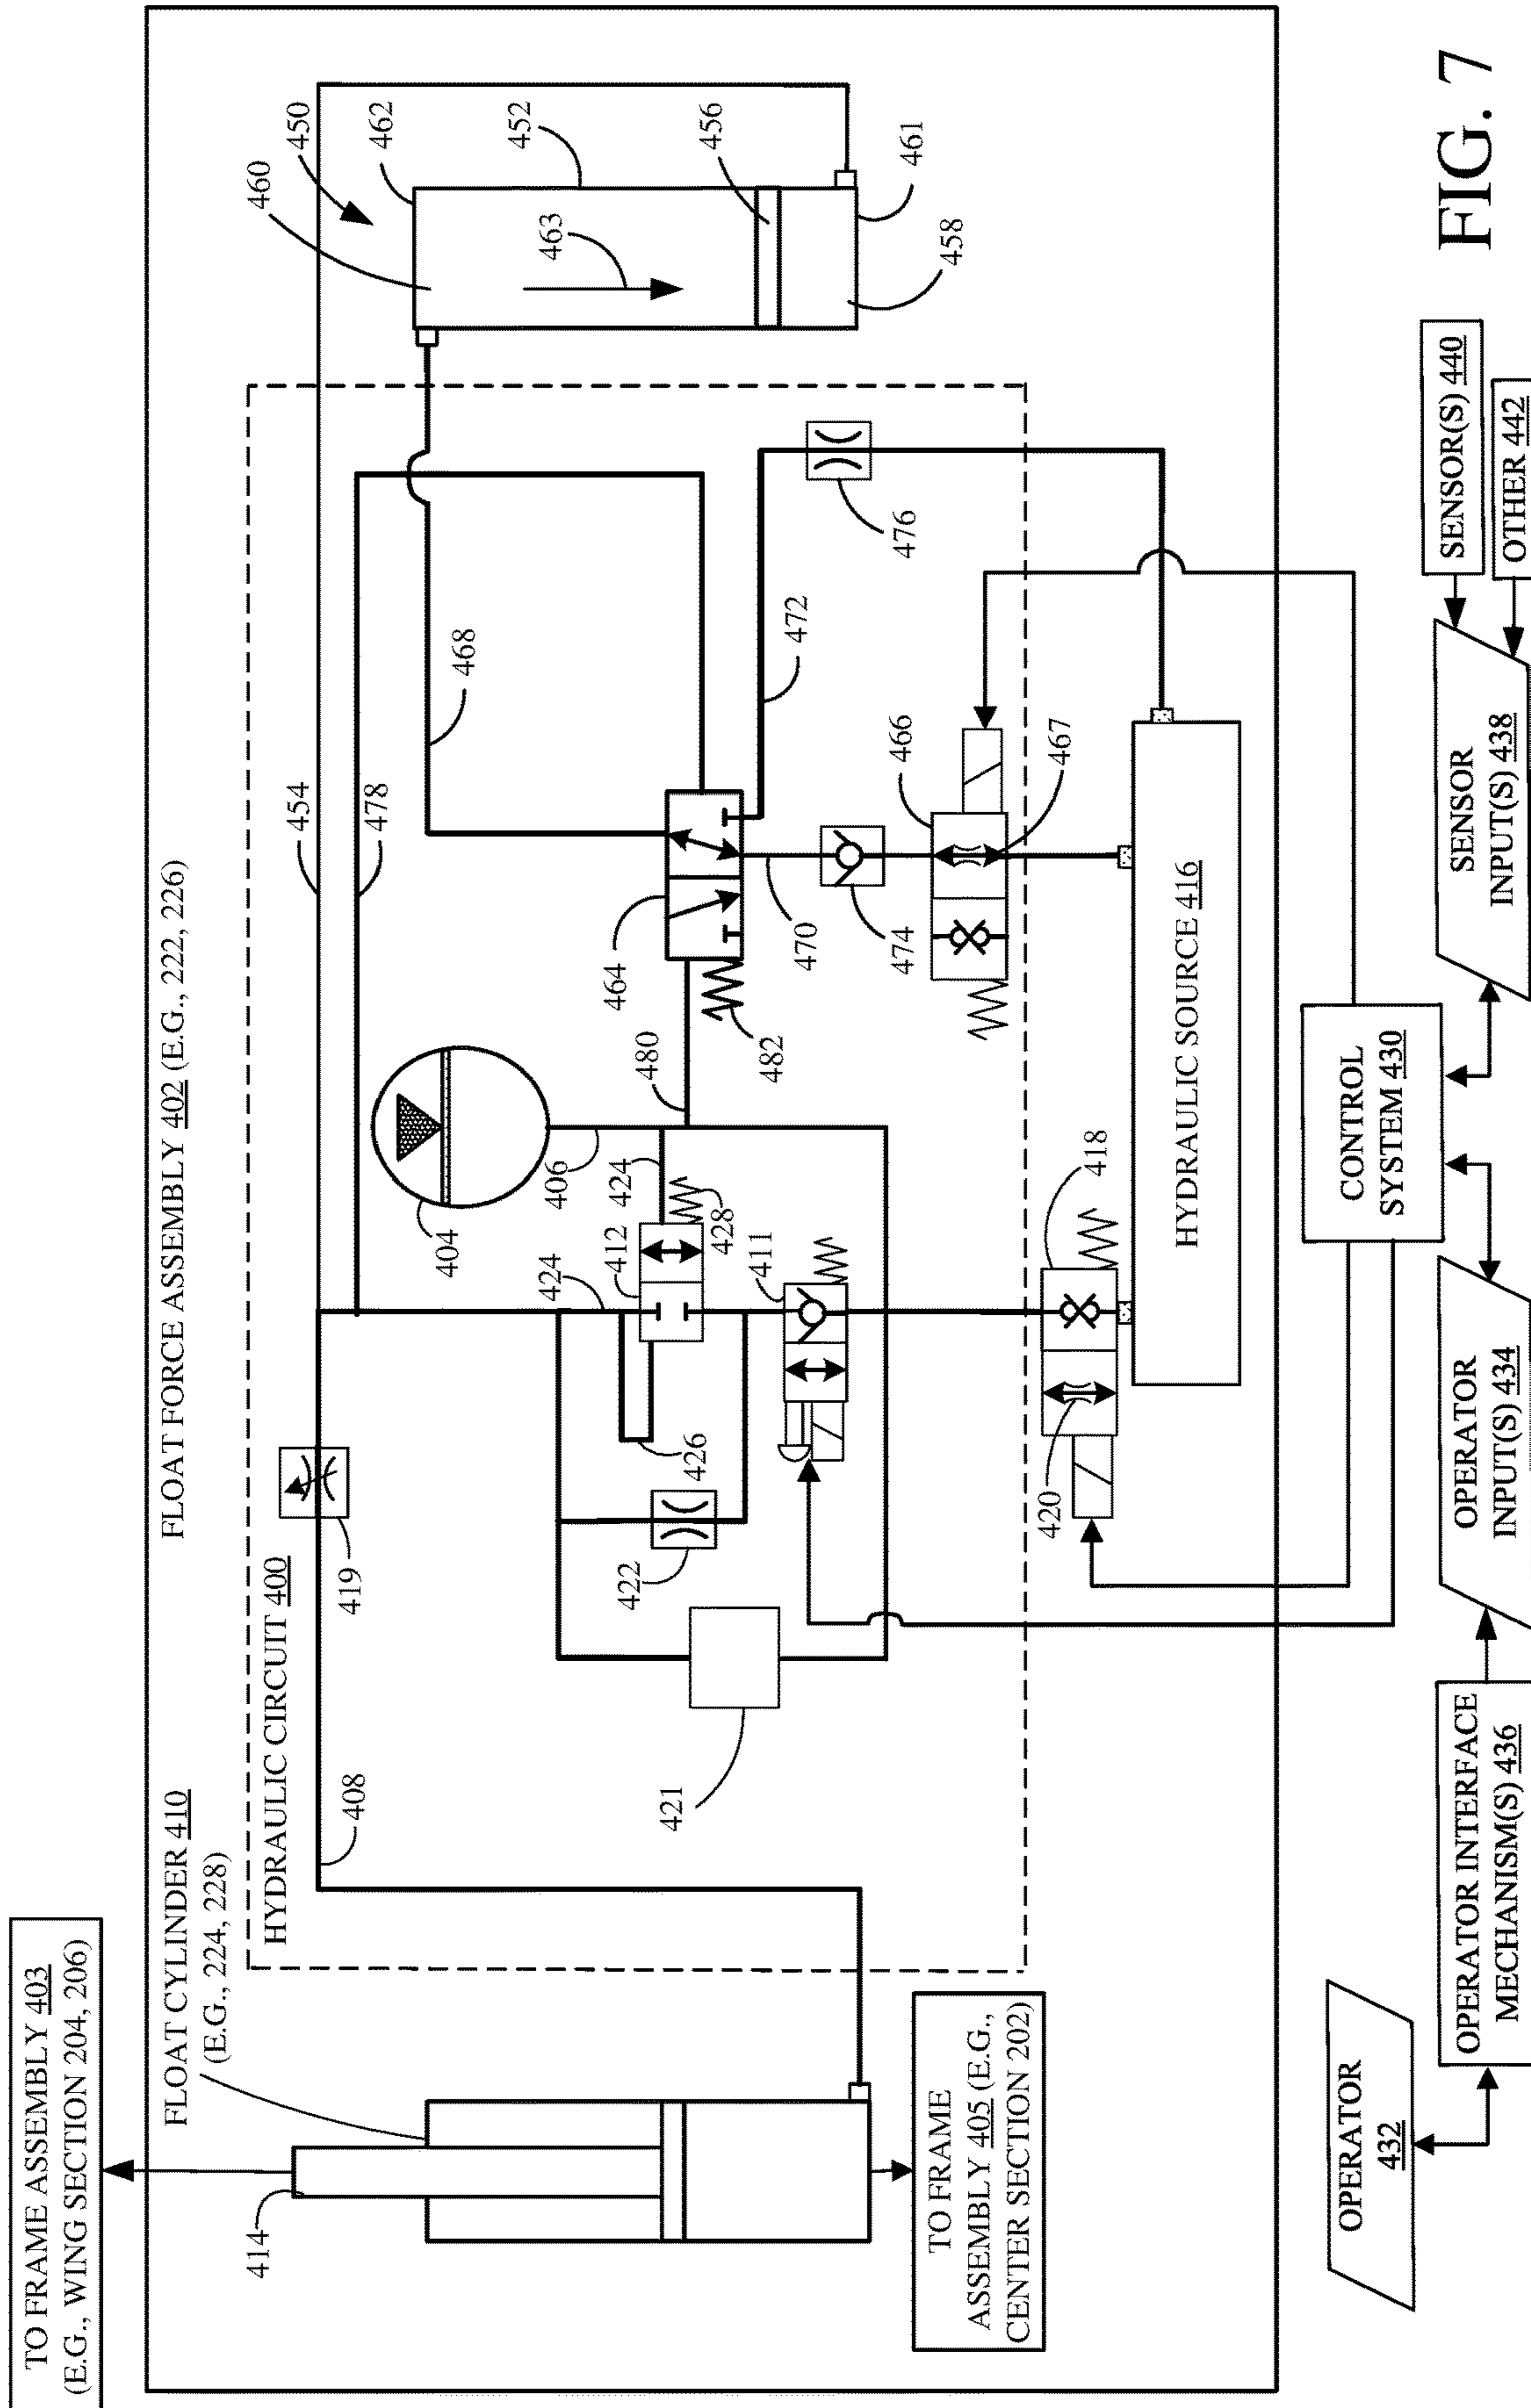 TO FRAME ASSEMBLY 403
(E.G., WING SECTION 204, 206)
FLOAT FORCE ASSEMBLY 402 (E.G., 222, 226)
FLOAT CYLINDER 410
(E.G., 224, 228)
HYDRAULIC CIRCUIT 400
414
408
419
454
478
468
460
462
450
452
463
456
461
458
404
406
424
424
412
428
426
422
421
411
480
482
464
470
472
474
476
466
467
418
420
HYDRAULIC SOURCE 416
TO FRAME
ASSEMBLY 405 (E.G.,
CENTER SECTION 202)
OPERATOR
432
OPERATOR INTERFACE
MECHANISM(S) 436
OPERATOR
INPUT(S) 434
CONTROL
SYSTEM 430
SENSOR
INPUT(S) 438
SENSOR(S) 440
OTHER 442
FIG. 7